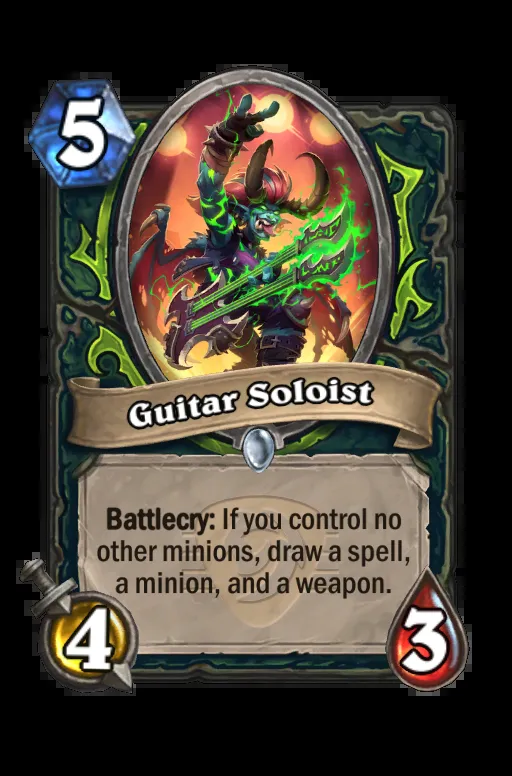 5
Guitar Soloist
Battlecry: If you control no
other minions, draw a spell,
a minion, and a weapon.
4
3